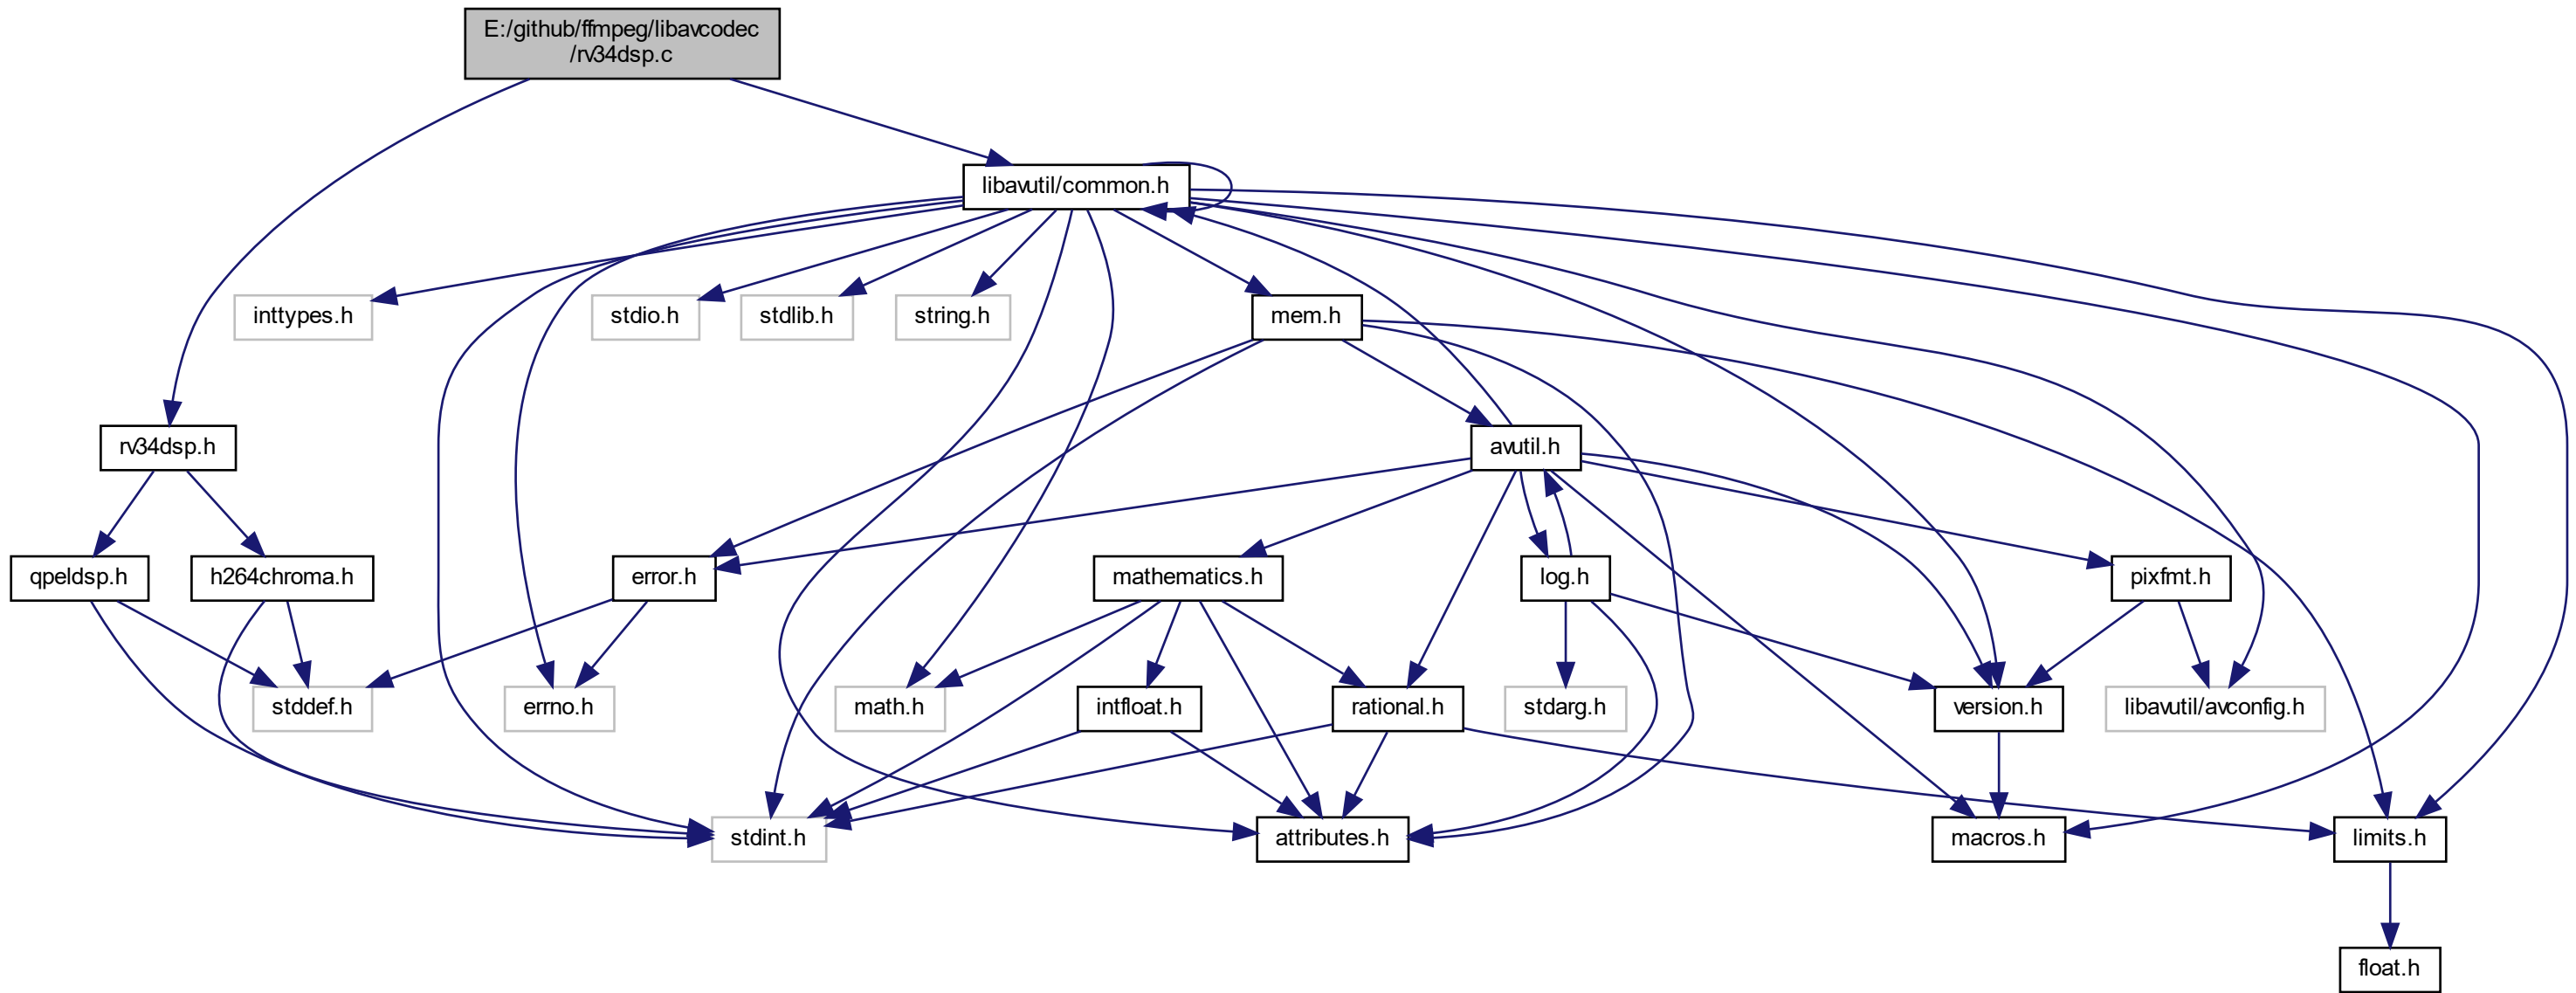 E:/github/ffmpeg/libavcodec
/rv34dsp.c
libavutil/common.h
inttypes.h
stdio.h
stdlib.h
string.h
mem.h
rv34dsp.h
avutil.h
qpeldsp.h
h264chroma.h
error.h
mathematics.h
log.h
pixfmt.h
stddef.h
errno.h
math.h
intfloat.h
rational.h
stdarg.h
version.h
libavutil/avconfig.h
stdint.h
attributes.h
macros.h
limits.h
float.h